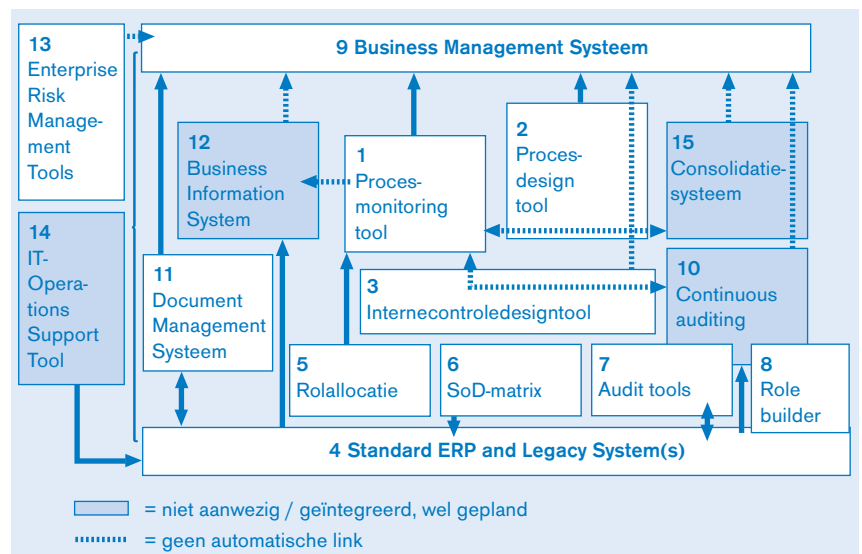 13
Enterprise
Risk
Manage-
ment
Tools
9 Business Management Systeem
12
Business
Information
System
1
Proces-
monitoring
tool
2
Proces-
design
tool
15
Consolidatie-
systeem
14
IT-
Opera-
tions
Support
Tool
11
Document
Management
Systeem
3
Internecontroledesigntool
10
Continuous
auditing
5
Rolallocatie
6
SoD-matrix
7
Audit tools
8
Role
builder
4 Standard ERP and Legacy System(s)
= niet aanwezig / geïntegreerd, wel gepland
= geen automatische link